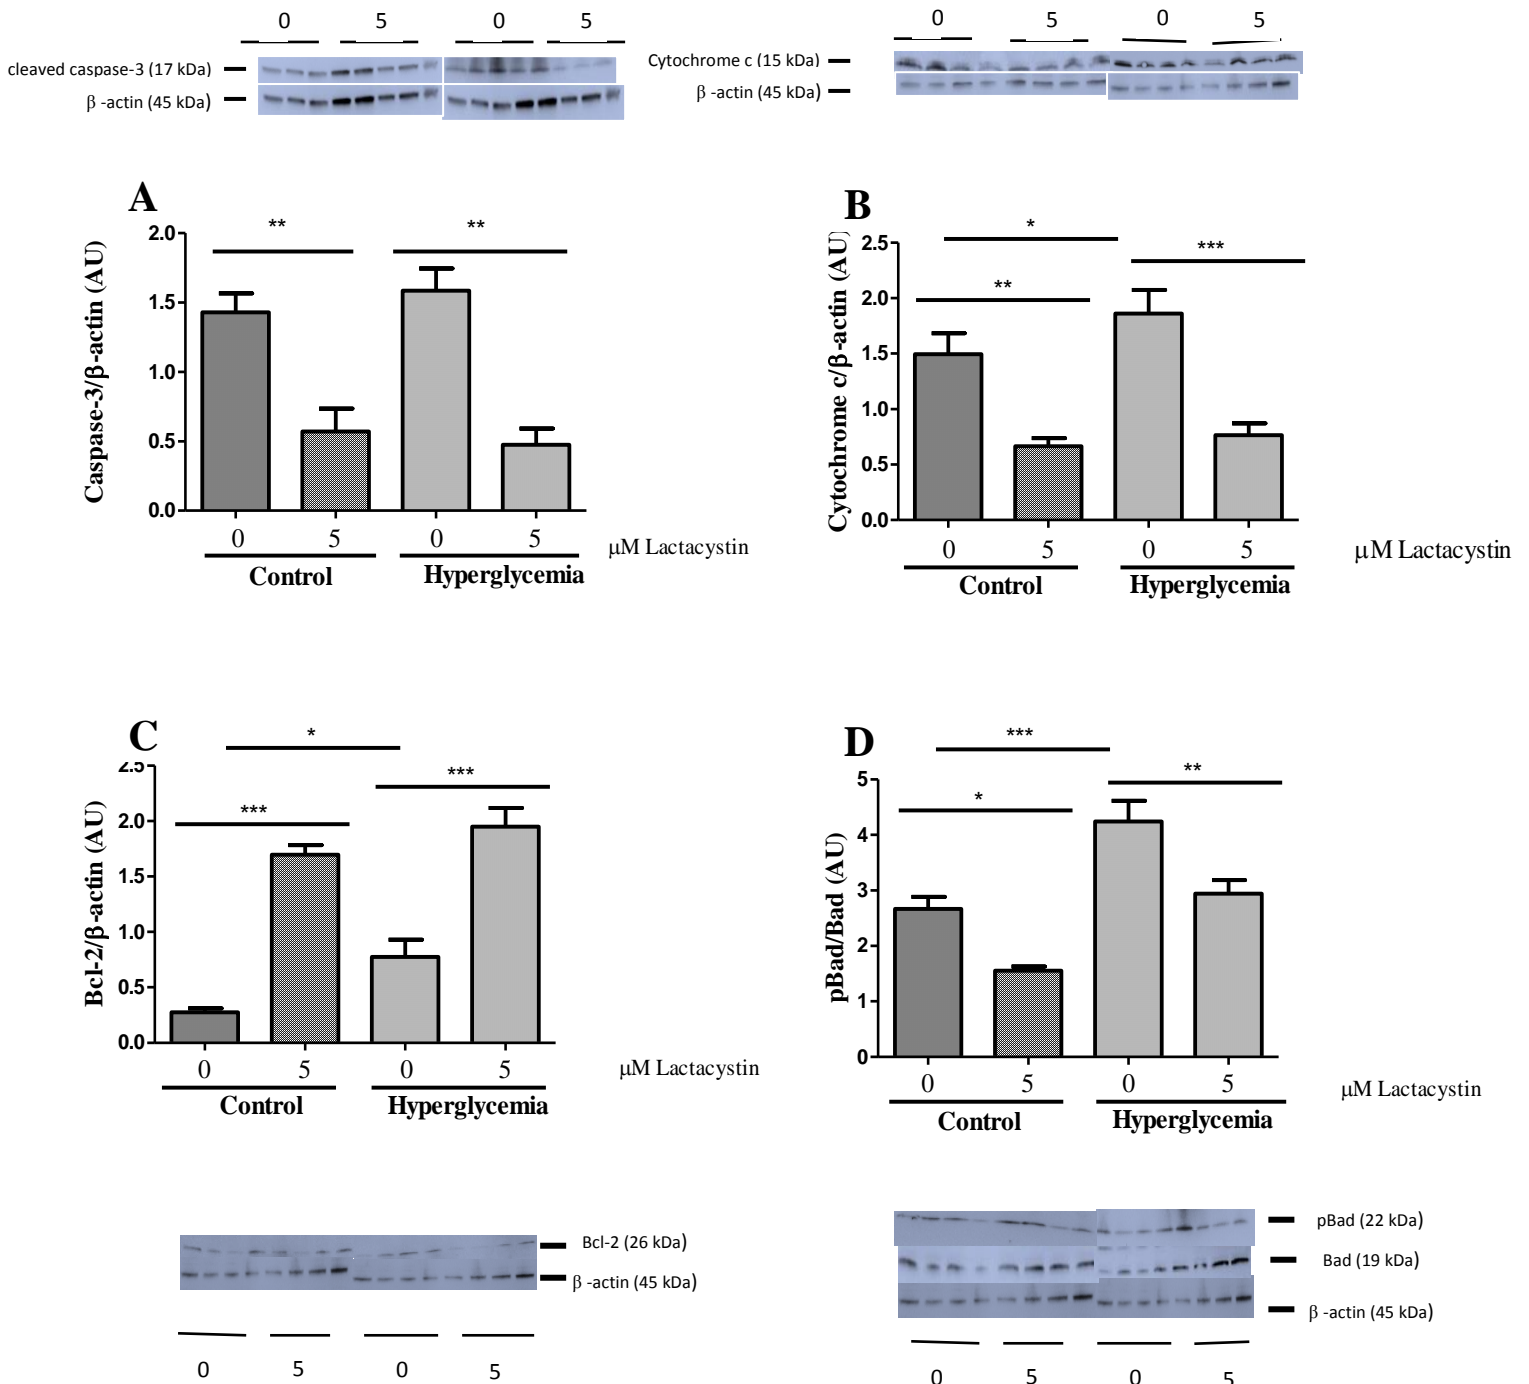 0 5 0 5
cleaved caspase-3 (17 kDa)
β -actin (45 kDa)
0 5 0 5
Cytochrome c (15 kDa)
β -actin (45 kDa)
A
** **
Caspase-3/β-actin (AU)
2.0
1.5
1.0
0.5
0.0
0 5 0 5
μM Lactacystin
Control Hyperglycemia
B
* ***
**
Cytochrome c/β-actin (AU)
2.5
2.0
1.5
1.0
0.5
0.0
0 5 0 5
μM Lactacystin
Control Hyperglycemia
C
*
***
***
Bcl-2/β-actin (AU)
2.5
2.0
1.5
1.0
0.5
0.0
0 5 0 5
μM Lactacystin
Control Hyperglycemia
D
***
**
*
pBad/Bad (AU)
5
4
3
2
1
0
0 5 0 5
μM Lactacystin
Control Hyperglycemia
Bcl-2 (26 kDa)
β -actin (45 kDa)
0 5 0 5
pBad (22 kDa)
Bad (19 kDa)
β -actin (45 kDa)
0 5 0 5